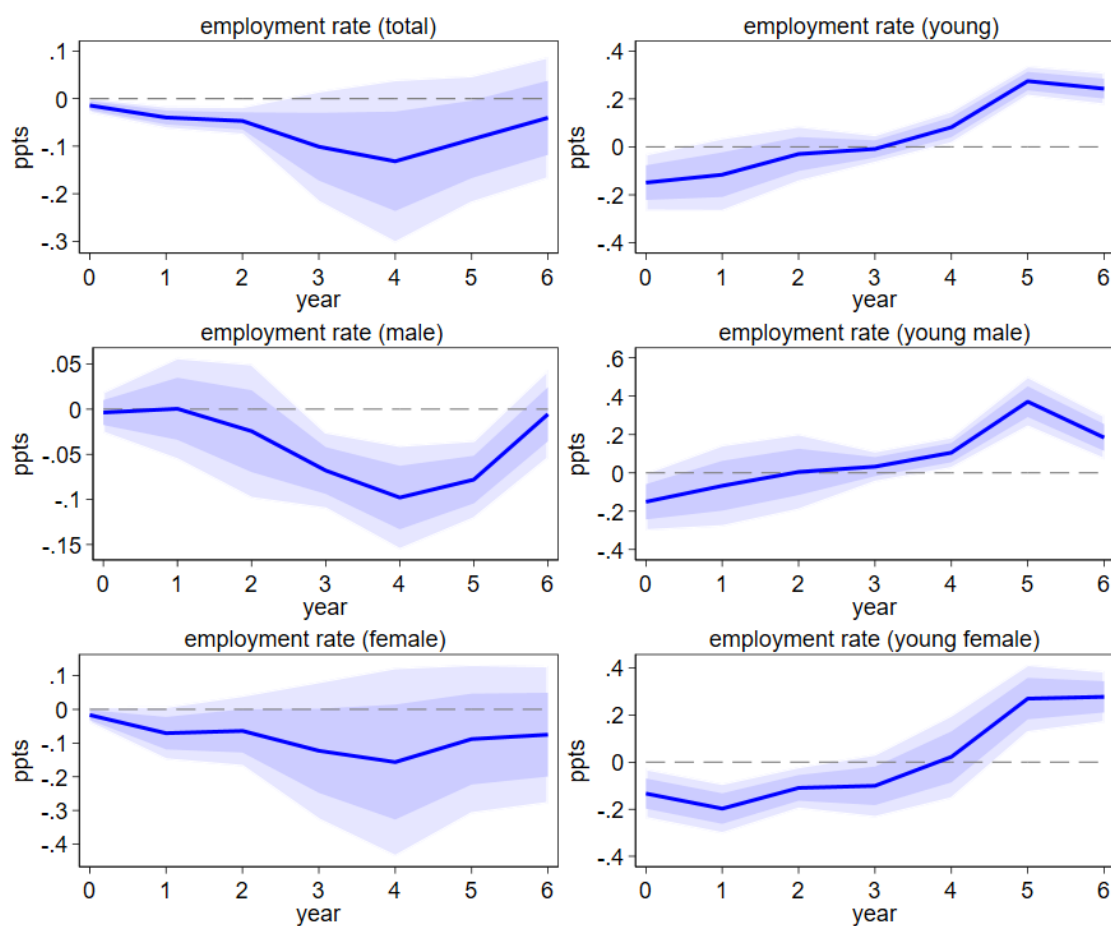 employment rate (total)
ppts
.1
0
-.1
-.2
-.3
0 1 2 3 4 5 6
year
employment rate (young)
ppts
.4
.2
0
-.2
-.4
0 1 2 3 4 5 6
year
employment rate (male)
ppts
.05
0
-.05
-.1
-.15
0 1 2 3 4 5 6
year
employment rate (young male)
ppts
.6
.4
.2
0
-.2
-.4
0 1 2 3 4 5 6
year
employment rate (female)
ppts
.1
0
-.1
-.2
-.3
-.4
0 1 2 3 4 5 6
year
employment rate (young female)
ppts
.4
.2
0
-.2
-.4
0 1 2 3 4 5 6
year